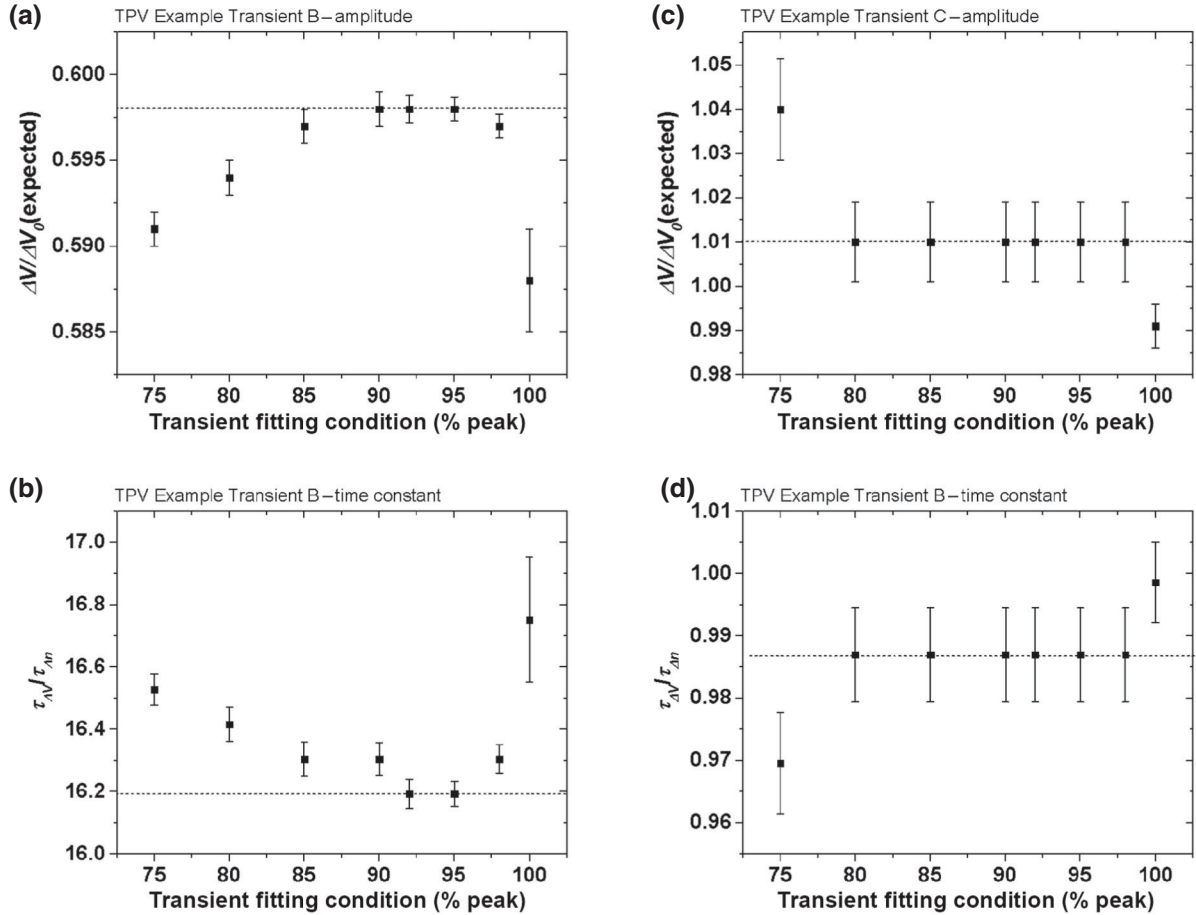 (a)
TPV Example Transient B–amplitude
0.600
0.595
0.590
0.585
ΔV/ΔV₀(expected)
75 80 85 90 95 100
Transient fitting condition (% peak)
(c)
TPV Example Transient C–amplitude
1.05
1.04
1.03
1.02
1.01
1.00
0.99
0.98
ΔV/ΔV₀(expected)
75 80 85 90 95 100
Transient fitting condition (% peak)
(b)
TPV Example Transient B–time constant
17.0
16.8
16.6
16.4
16.2
16.0
τΔV/τΔn
75 80 85 90 95 100
Transient fitting condition (% peak)
(d)
TPV Example Transient B–time constant
1.01
1.00
0.99
0.98
0.97
0.96
τΔV/τΔn
75 80 85 90 95 100
Transient fitting condition (% peak)